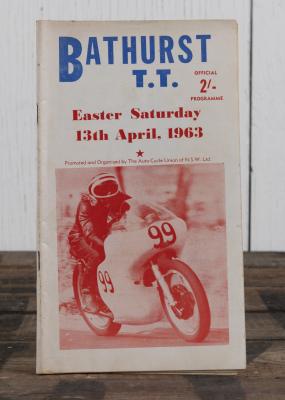 BATHURST
T.T.
OFFICIAL
2/-
PROGRAMME
Easter Saturday
13th April, 1963
Promoted and Organised by The Auto Cycle Union of N.S.W. Ltd.
99
99